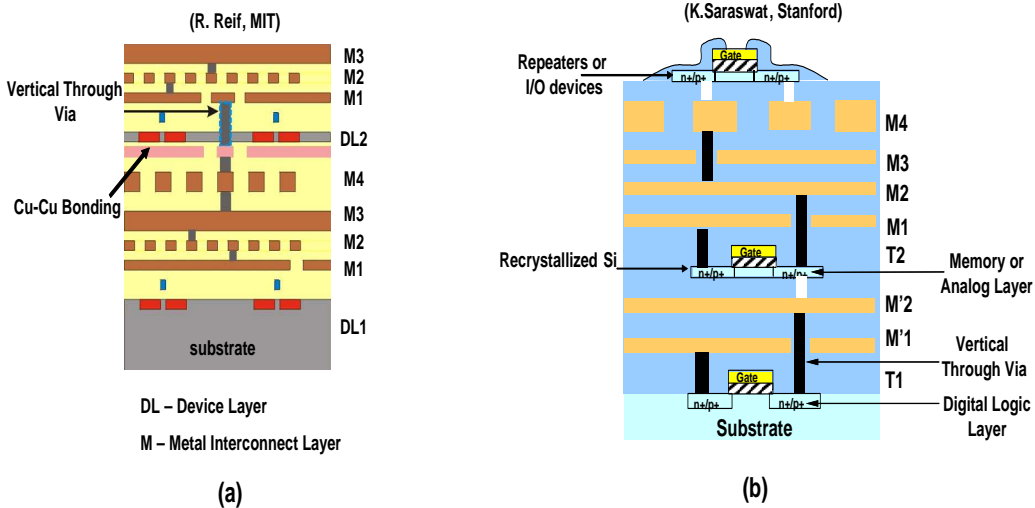 (R. Reif, MIT)
M3
M2
Vertical Through
Via
M1
DL2
M4
Cu-Cu Bonding
M3
M2
M1
DL1
substrate
DL – Device Layer
M – Metal Interconnect Layer
(a)
(K.Saraswat, Stanford)
Gate
Repeaters or
I/O devices
n+/p+
n+/p+
M4
M3
M2
M1
Gate
T2
Recrystallized Si
n+/p+
n+/p+
Memory or
Analog Layer
M'2
M'1
Vertical
Through Via
Gate
T1
n+/p+
n+/p+
Digital Logic
Layer
Substrate
(b)